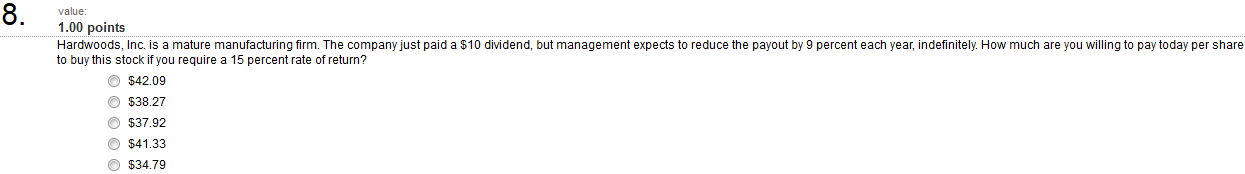 8.
value:
1.00 points
Hardwoods, Inc. is a mature manufacturing firm. The company just paid a $10 dividend, but management expects to reduce the payout by 9 percent each year, indefinitely. How much are you willing to pay today per share
to buy this stock if you require a 15 percent rate of return?
$42.09
$38.27
$37.92
$41.33
$34.79